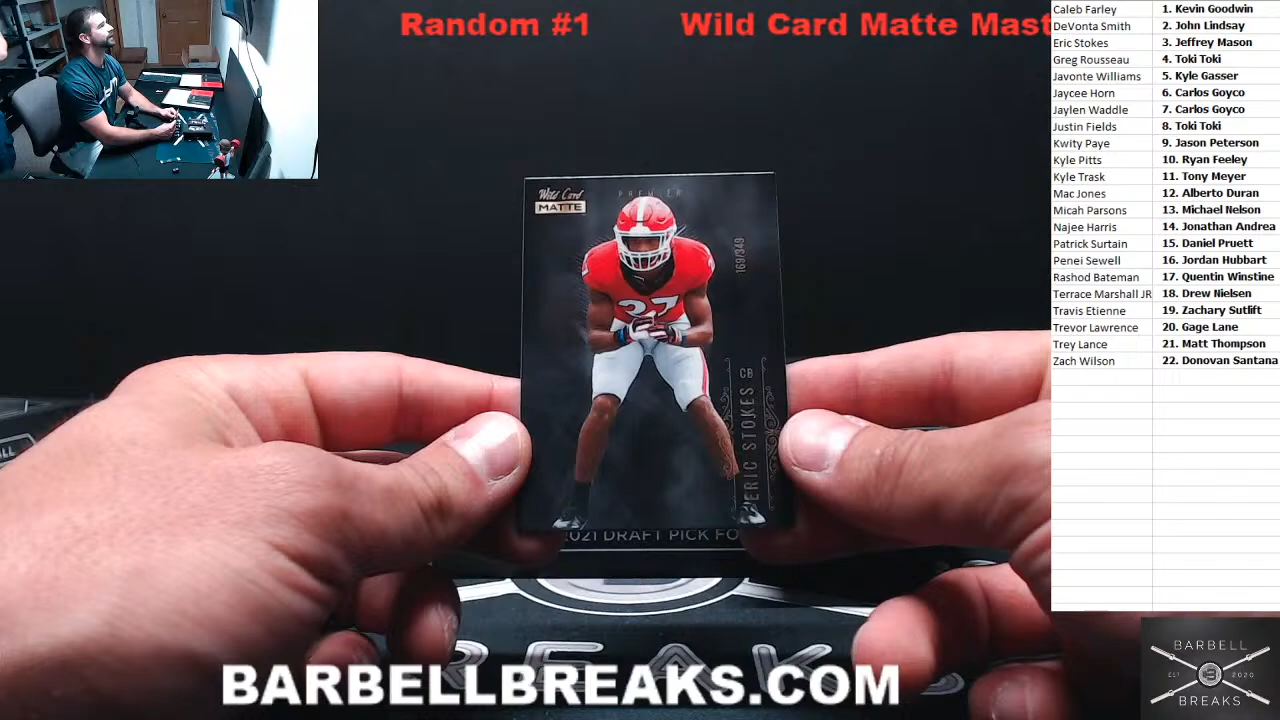 Random #1 Wild Card Matte Mast
Caleb Farley 1. Kevin Goodwin
DeVonta Smith 2. John Lindsay
Eric Stokes 3. Jeffrey Mason
Greg Rousseau 4. Toki Toki
Javonte Williams 5. Kyle Gasser
Jaycee Horn 6. Carlos Goyco
Jaylen Waddle 7. Carlos Goyco
Justin Fields 8. Toki Toki
Kwity Paye 9. Jason Peterson
Kyle Pitts 10. Ryan Feeley
Kyle Trask 11. Tony Meyer
Mac Jones 12. Alberto Duran
Micah Parsons 13. Michael Nelson
Najee Harris 14. Jonathan Andrea
Patrick Surtain 15. Daniel Pruett
Penei Sewell 16. Jordan Hubbart
Rashod Bateman 17. Quentin Winstine
Terrace Marshall JR 18. Drew Nielsen
Travis Etienne 19. Zachary Sutlift
Trevor Lawrence 20. Gage Lane
Trey Lance 21. Matt Thompson
Zach Wilson 22. Donovan Santana
Wild Card
MATTE
PREMIER
169/349
27
CB
ERIC STOKES
2021 DRAFT PICK FO
BREAKS
BARBELLBREAKS.COM
BARBELL
EST B 2020
BREAKS